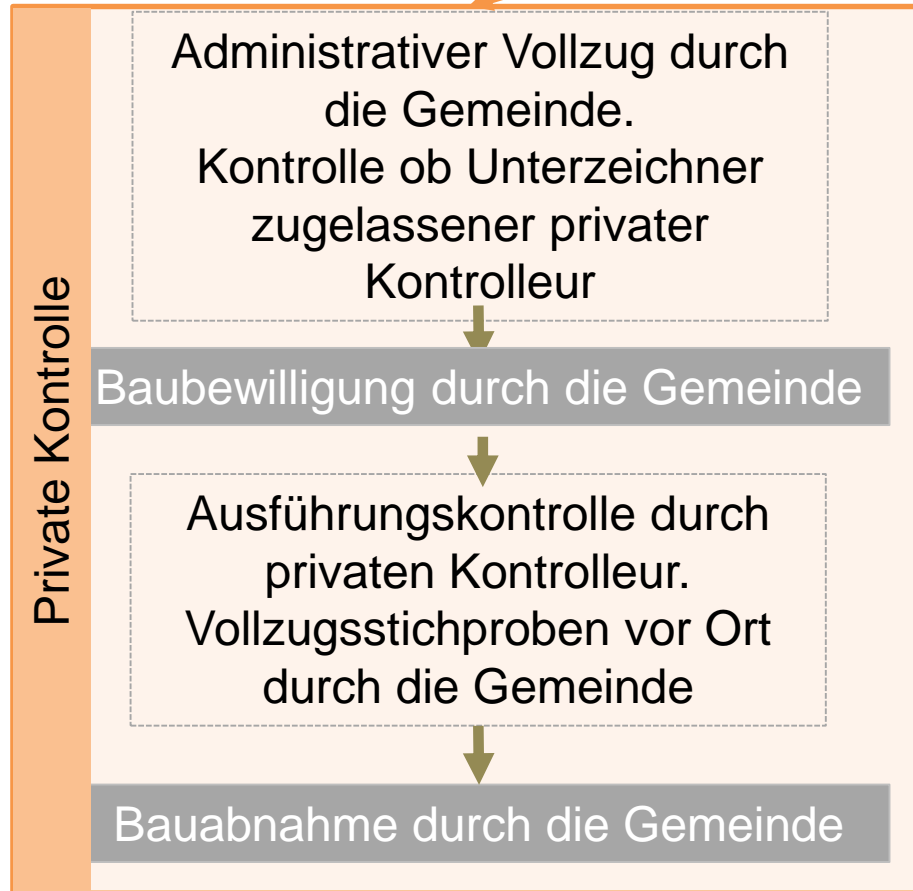 Private Kontrolle
Administrativer Vollzug durch
die Gemeinde.
Kontrolle ob Unterzeichner
zugelassener privater
Kontrolleur
Baubewilligung durch die Gemeinde
Ausführungskontrolle durch
privaten Kontrolleur.
Vollzugsstichproben vor Ort
durch die Gemeinde
Bauabnahme durch die Gemeinde